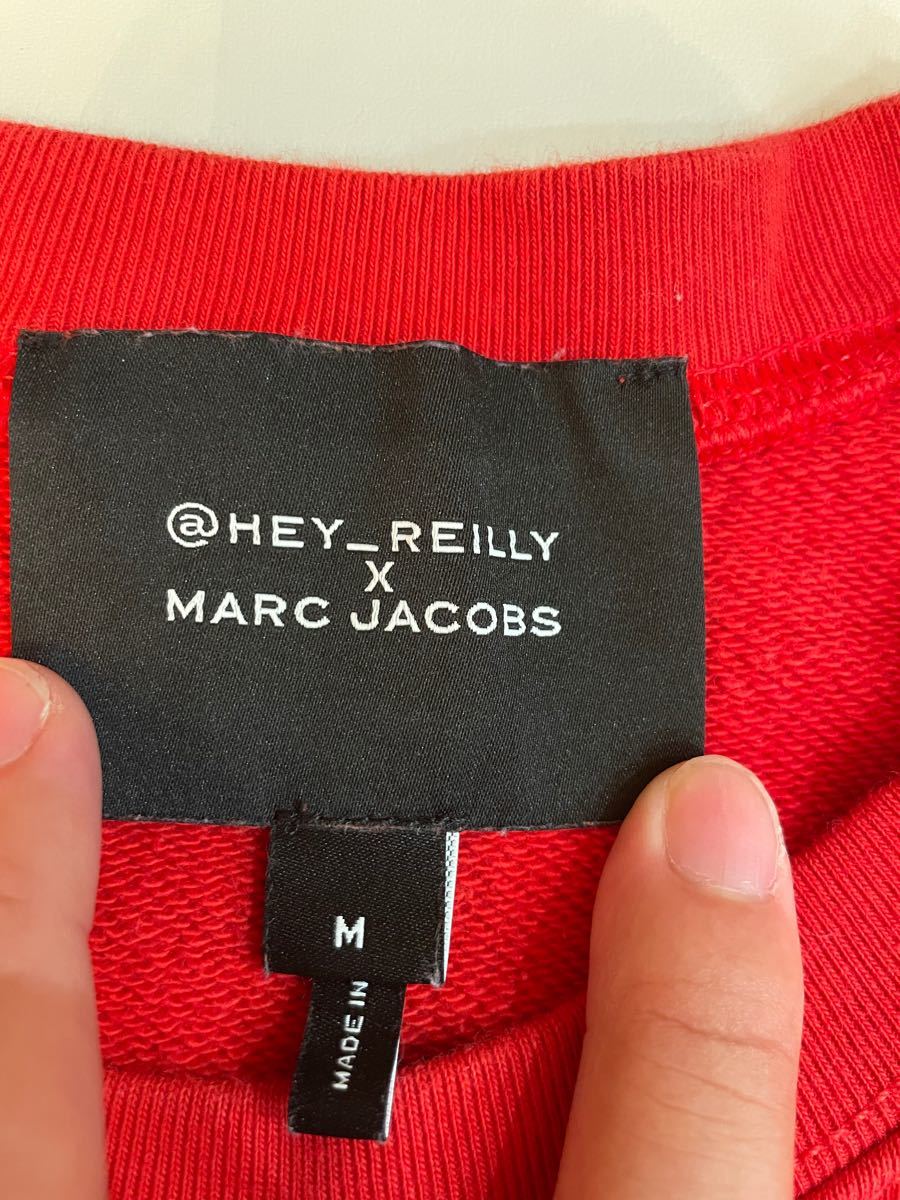 @HEY_REILLY
X
MARC JACOBS
M
MADE IN